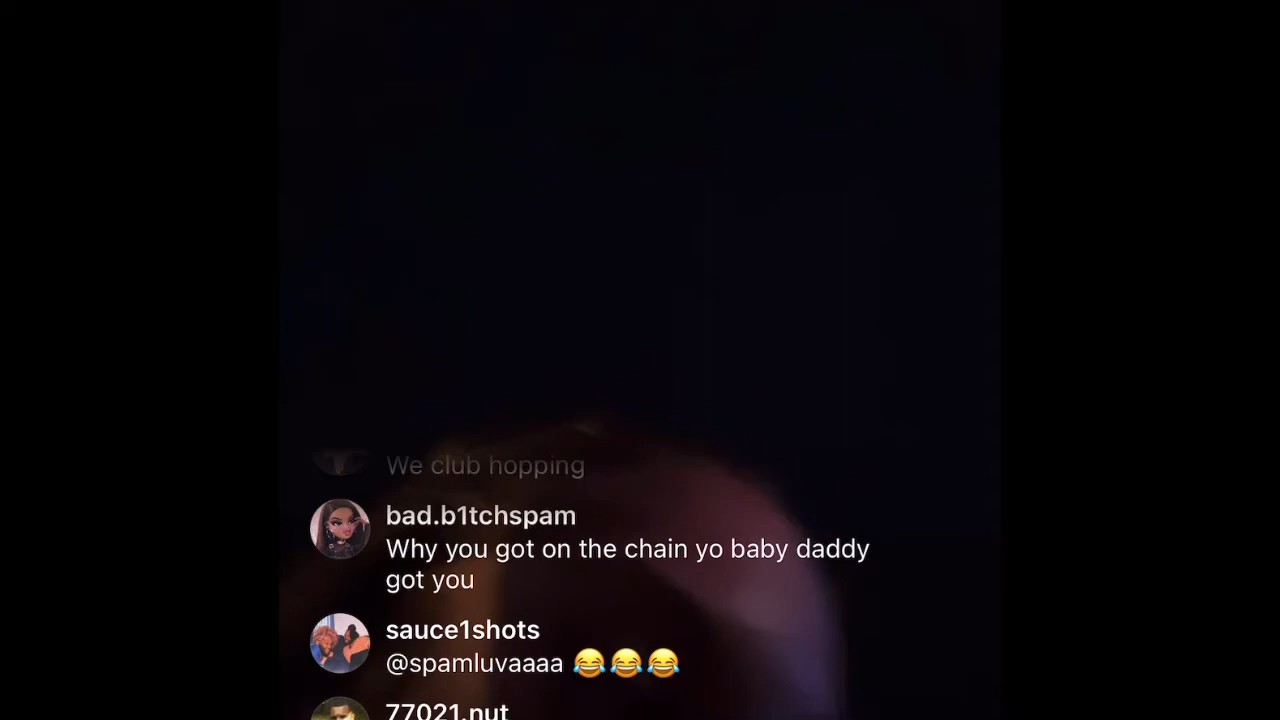 We club hopping
bad.b1tchspam
Why you got on the chain yo baby daddy
got you
sauce1shots
@spamluvaaaa 😂😂😂
77021.nut